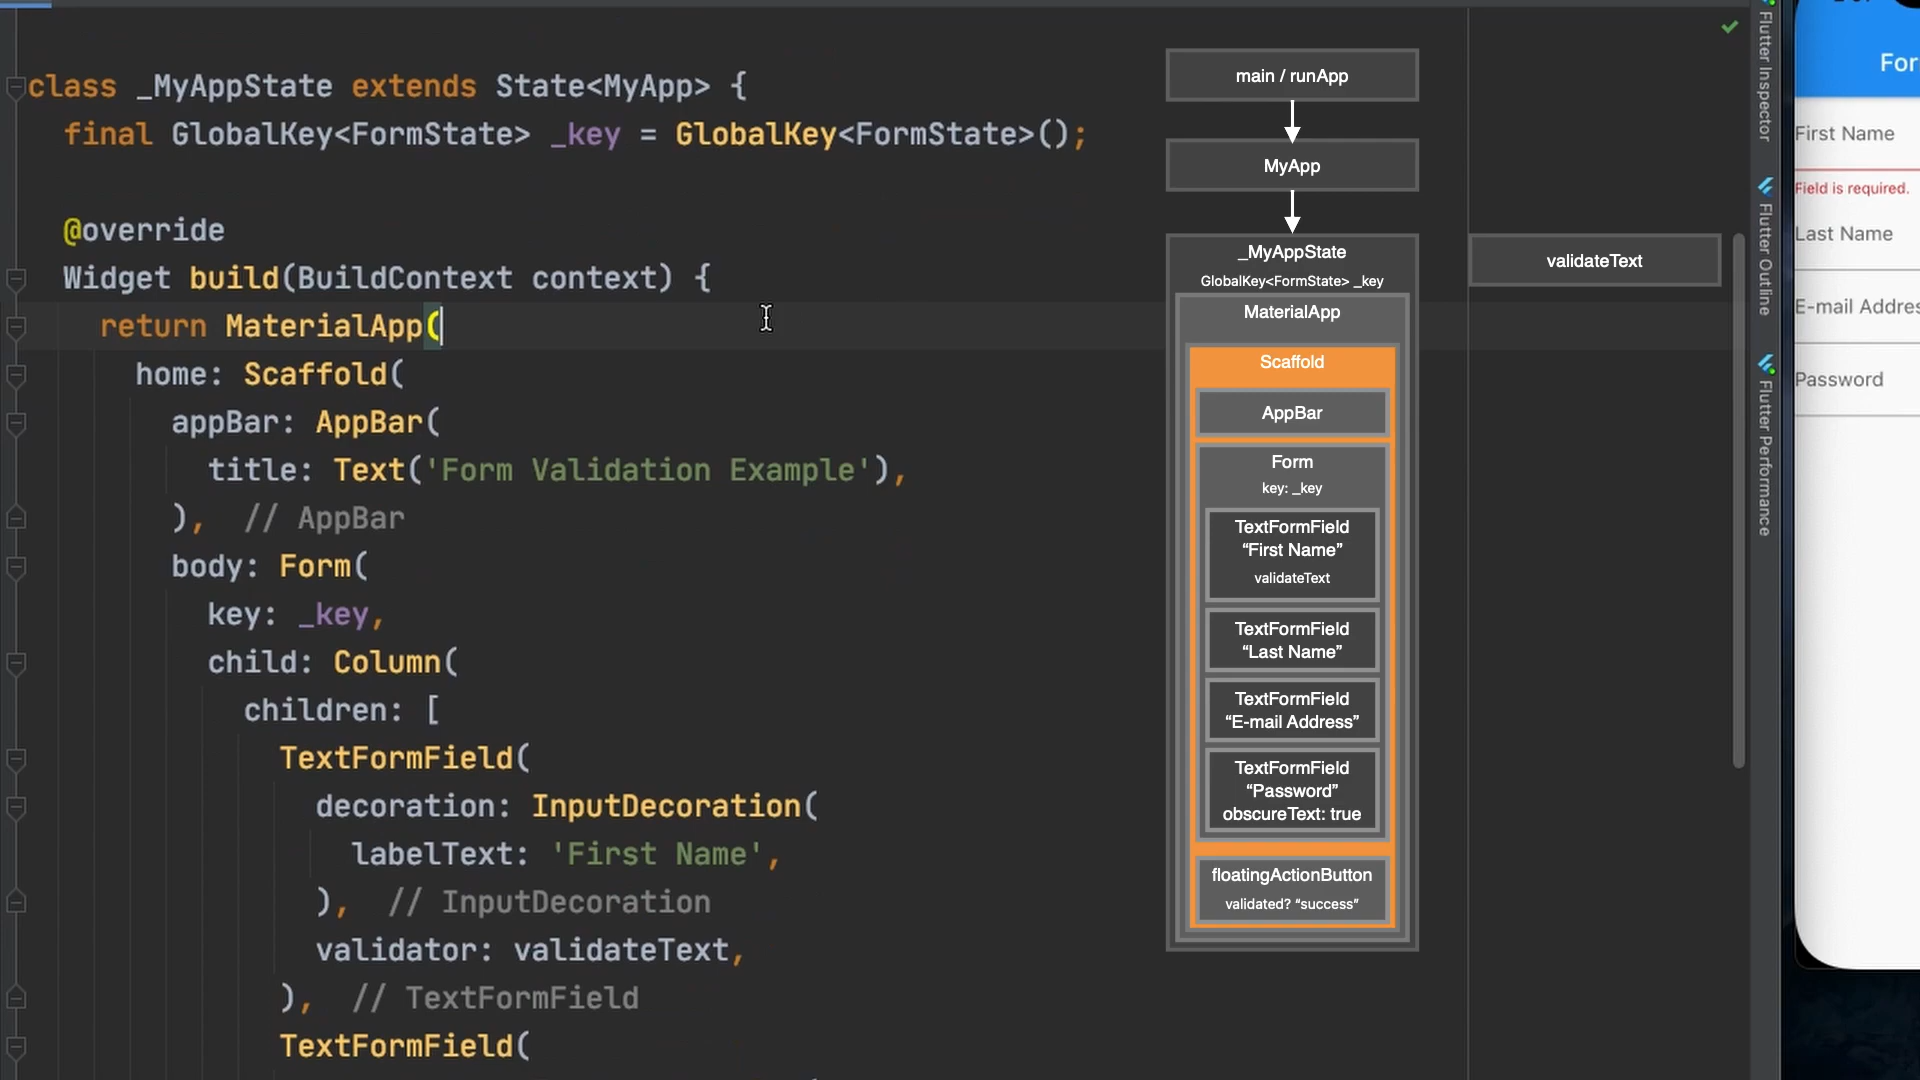 class _MyAppState extends State<MyApp> {
final GlobalKey<FormState> _key = GlobalKey<FormState>();
@override
Widget build(BuildContext context) {
return MaterialApp(
home: Scaffold(
appBar: AppBar(
title: Text('Form Validation Example'),
), // AppBar
body: Form(
key: _key,
child: Column(
children: [
TextFormField(
decoration: InputDecoration(
labelText: 'First Name',
), // InputDecoration
validator: validateText,
), // TextFormField
TextFormField(
main / runApp
MyApp
_MyAppState
GlobalKey<FormState> _key
MaterialApp
Scaffold
AppBar
Form
key: _key
TextFormField
“First Name”
validateText
TextFormField
“Last Name”
TextFormField
“E-mail Address”
TextFormField
“Password”
obscureText: true
floatingActionButton
validated? “success”
validateText
Flutter Inspector
Flutter Outline
Flutter Performance
For
First Name
Field is required.
Last Name
E-mail Addres
Password